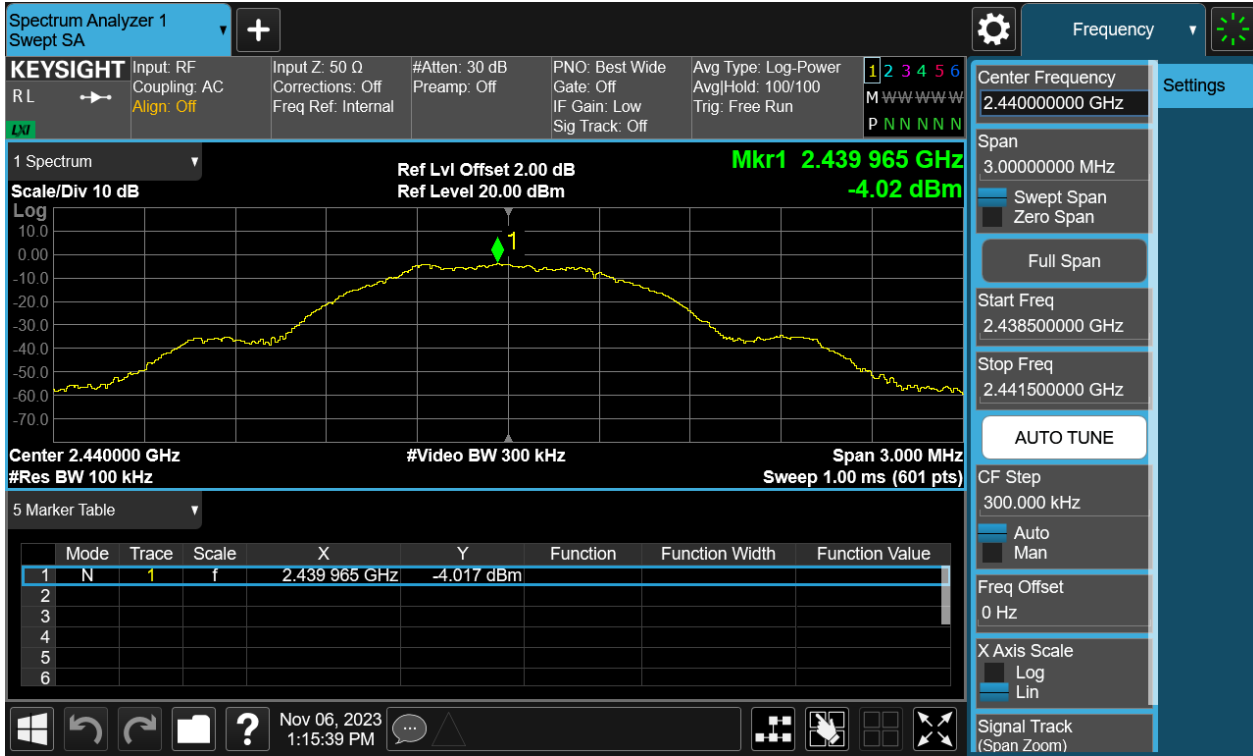 Spectrum Analyzer 1
Swept SA
+
Frequency
KEYSIGHT
RL
LXI
Input: RF
Coupling: AC
Align: Off
Input Z: 50 Ω
Corrections: Off
Freq Ref: Internal
#Atten: 30 dB
Preamp: Off
PNO: Best Wide
Gate: Off
IF Gain: Low
Sig Track: Off
Avg Type: Log-Power
Avg|Hold: 100/100
Trig: Free Run
1 2 3 4 5 6
M W W W W W
P N N N N N
1 Spectrum
Scale/Div 10 dB
Ref Lvl Offset 2.00 dB
Ref Level 20.00 dBm
Mkr1 2.439 965 GHz
-4.02 dBm
Log
10.0
0.00
-10.0
-20.0
-30.0
-40.0
-50.0
-60.0
-70.0
1
Center 2.440000 GHz
#Video BW 300 kHz
Span 3.000 MHz
#Res BW 100 kHz
Sweep 1.00 ms (601 pts)
5 Marker Table
Mode Trace Scale X Y Function Function Width Function Value
1 N 1 f 2.439 965 GHz -4.017 dBm
2
3
4
5
6
?
Nov 06, 2023
1:15:39 PM
Center Frequency
2.440000000 GHz
Settings
Span
3.00000000 MHz
Swept Span
Zero Span
Full Span
Start Freq
2.438500000 GHz
Stop Freq
2.441500000 GHz
AUTO TUNE
CF Step
300.000 kHz
Auto
Man
Freq Offset
0 Hz
X Axis Scale
Log
Lin
Signal Track
(Span Zoom)